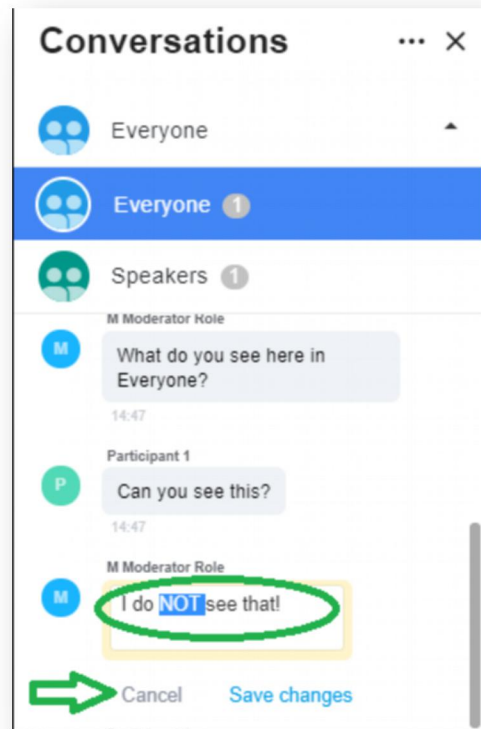 Conversations
Everyone
Everyone 1
Speakers 1
M Moderator Role
M
What do you see here in
Everyone?
14:47
Participant 1
P
Can you see this?
14:47
M Moderator Role
M
I do NOT see that!
Cancel Save changes